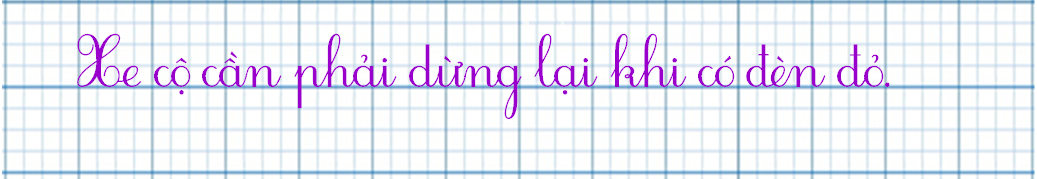 Xe cộ cần phải dừng lại khi có đèn đỏ.